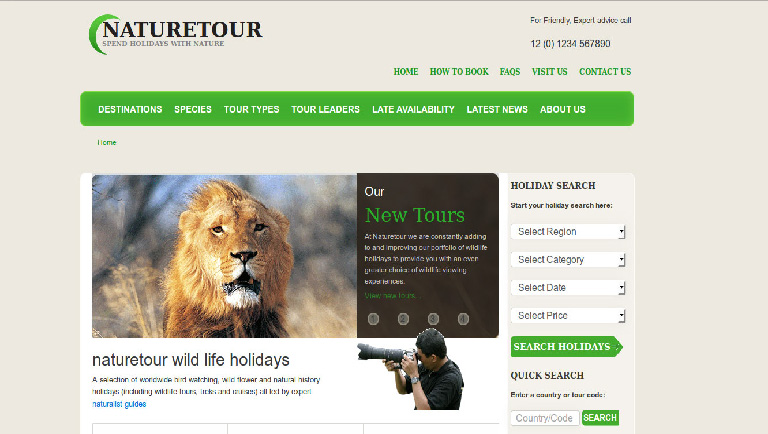 NATURETOUR
SPEND HOLIDAYS WITH NATURE
For Friendly, Expert advice call
12 (0) 1234 567890
HOME HOW TO BOOK FAQS VISIT US CONTACT US
DESTINATIONS SPECIES TOUR TYPES TOUR LEADERS LATE AVAILABILITY LATEST NEWS ABOUT US
Home
Our
New Tours
At Naturetour we are constantly adding
to and improving our portfolio of wildlife
holidays to provide you with an even
greater choice of wildlife viewing
experiences.
View new tours
1 2 3 4
naturetour wild life holidays
A selection of worldwide bird watching, wild flower and natural history
holidays (including wildlife tours, treks and cruises) all led by expert
naturalist guides
HOLIDAY SEARCH
Start your holiday search here:
Select Region
Select Category
Select Date
Select Price
SEARCH HOLIDAYS
QUICK SEARCH
Enter a country or tour code:
Country/Code SEARCH